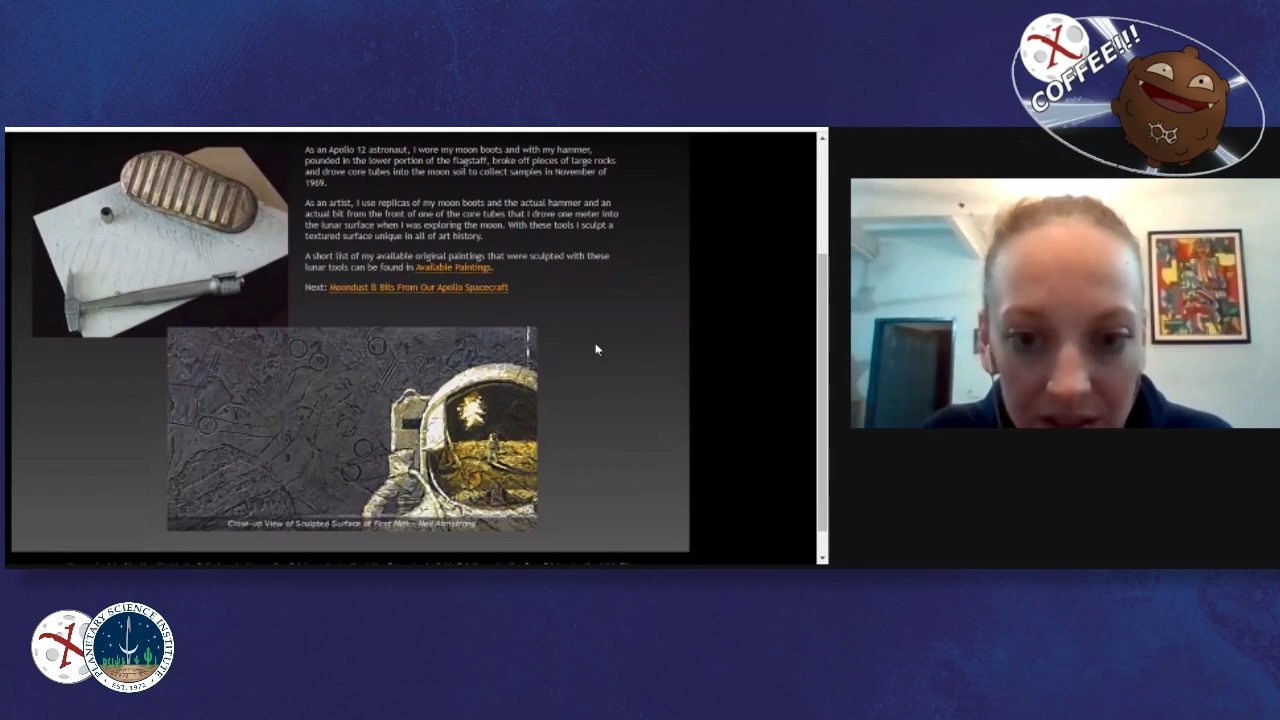 COFFEE!!!
As an Apollo 12 astronaut, I wore my moon boots and with my hammer,
pounded in the lower portion of the flagstaff, broke off pieces of large rocks
and drove core tubes into the moon soil to collect samples in November of
1969.
As an artist, I use replicas of my moon boots and the actual hammer and an
actual bit from the front of one of the core tubes that I drove one meter into
the lunar surface when I was exploring the moon. With these tools I sculpt a
textured surface unique in all of art history.
A short list of my available original paintings that were sculpted with these
lunar tools can be found in Available Paintings.
Next: Moondust & Bits From Our Apollo Spacecraft
Close-up View of Sculpted Surface of First Men - Neil Armstrong
X
X
PLANETARY SCIENCE INSTITUTE
EST. 1972